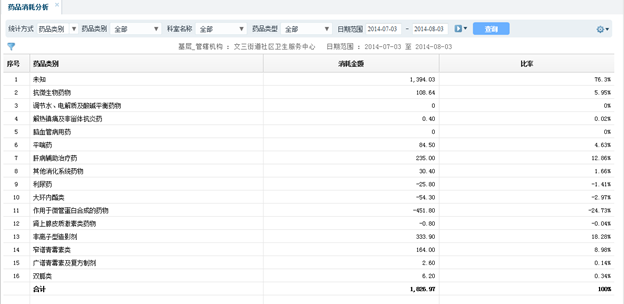 药品消耗分析 ×
统计方式 药品类别 药品类别 全部 科室名称 全部 药品类型 全部 日期范围 2014-07-03 - 2014-08-03 查询
基层_管辖机构 : 文三街道社区卫生服务中心 日期范围 : 2014-07-03 至 2014-08-03
序号 药品类别 消耗金额 比率
1 未知 1,394.03 76.3%
2 抗微生物药物 108.64 5.95%
3 调节水、电解质及酸碱平衡药物 0 0%
4 解热镇痛及非甾体抗炎药 0.40 0.02%
5 脑血管病用药 0 0%
6 平喘药 84.50 4.63%
7 肝病辅助治疗药 235.00 12.86%
8 其他消化系统药物 30.40 1.66%
9 利尿药 -25.80 -1.41%
10 大环内酯类 -54.30 -2.97%
11 作用于微管蛋白合成的药物 -451.80 -24.73%
12 肾上腺皮质激素类药物 -0.80 -0.04%
13 非离子型造影剂 333.90 18.28%
14 窄谱青霉素类 164.00 8.98%
15 广谱青霉素及复方制剂 2.60 0.14%
16 双胍类 6.20 0.34%
合计 1,826.97 100%